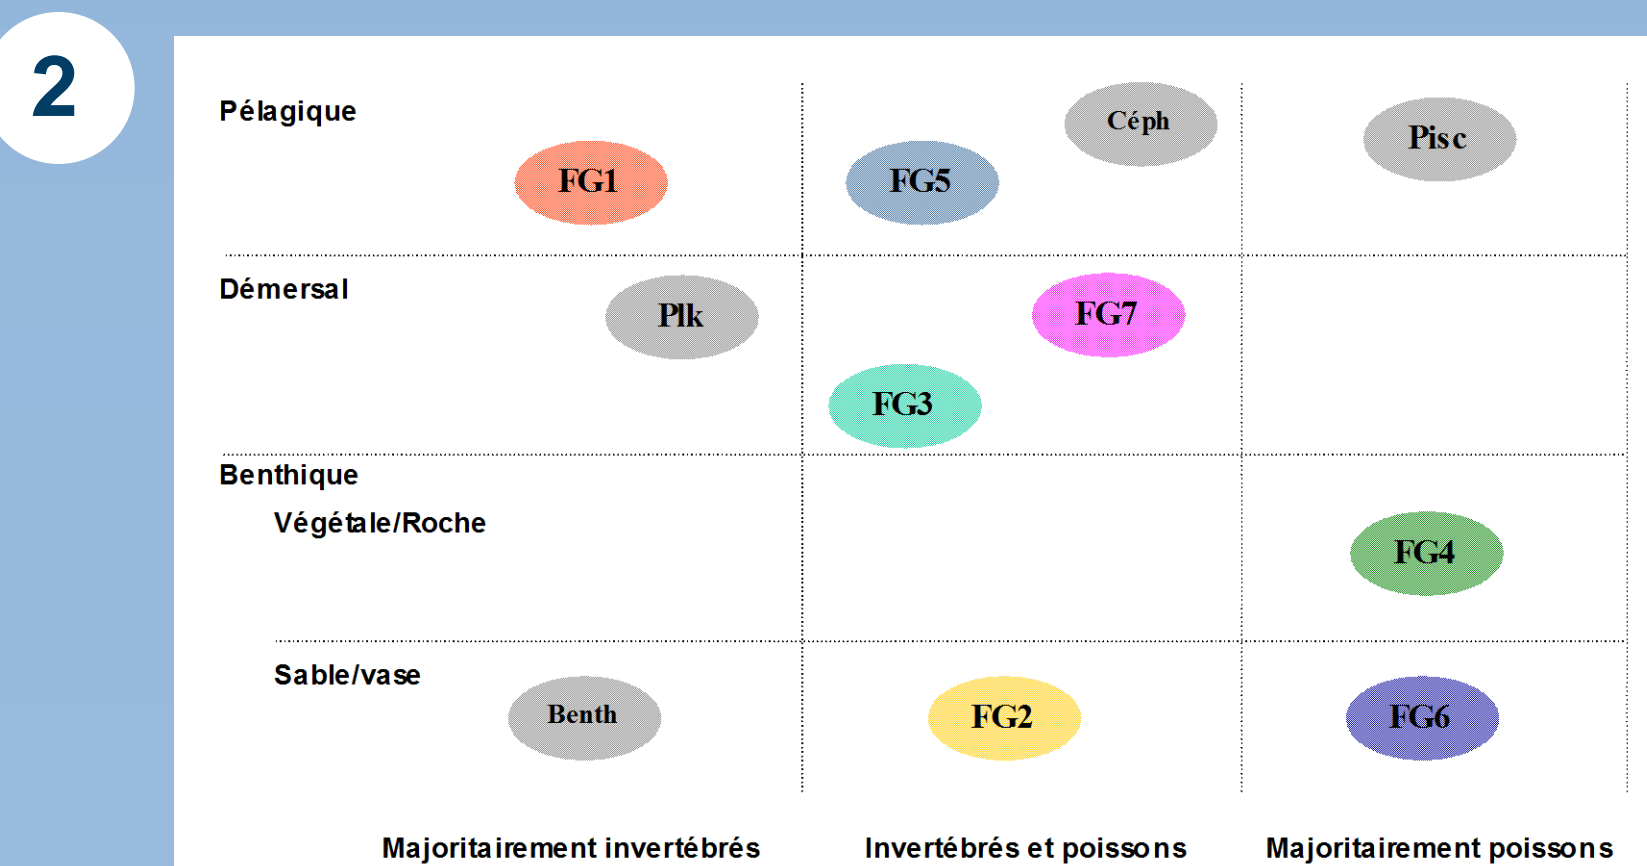 2
Pélagique
Céph
Pisc
FG1
FG5
Démersal
Plk
FG7
FG3
Benthique
Végétale/Roche
FG4
Sable/vase
Benth
FG2
FG6
Majoritairement invertébrés
Invertébrés et poissons
Majoritairement poissons